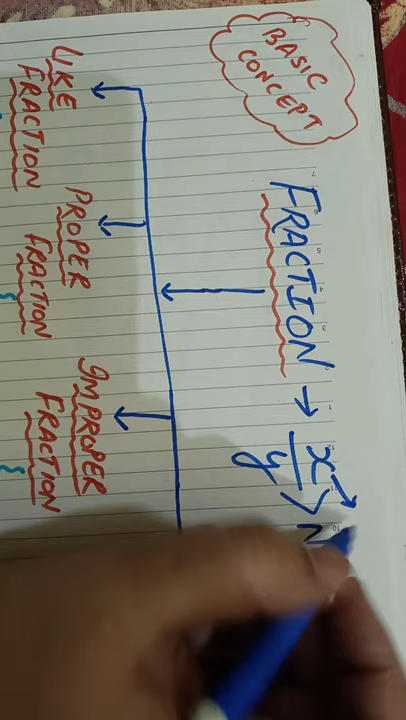 BASIC
CONCEPT
FRACTION → x
y
LIKE
FRACTION
PROPER
FRACTION
IMPROPER
FRACTION